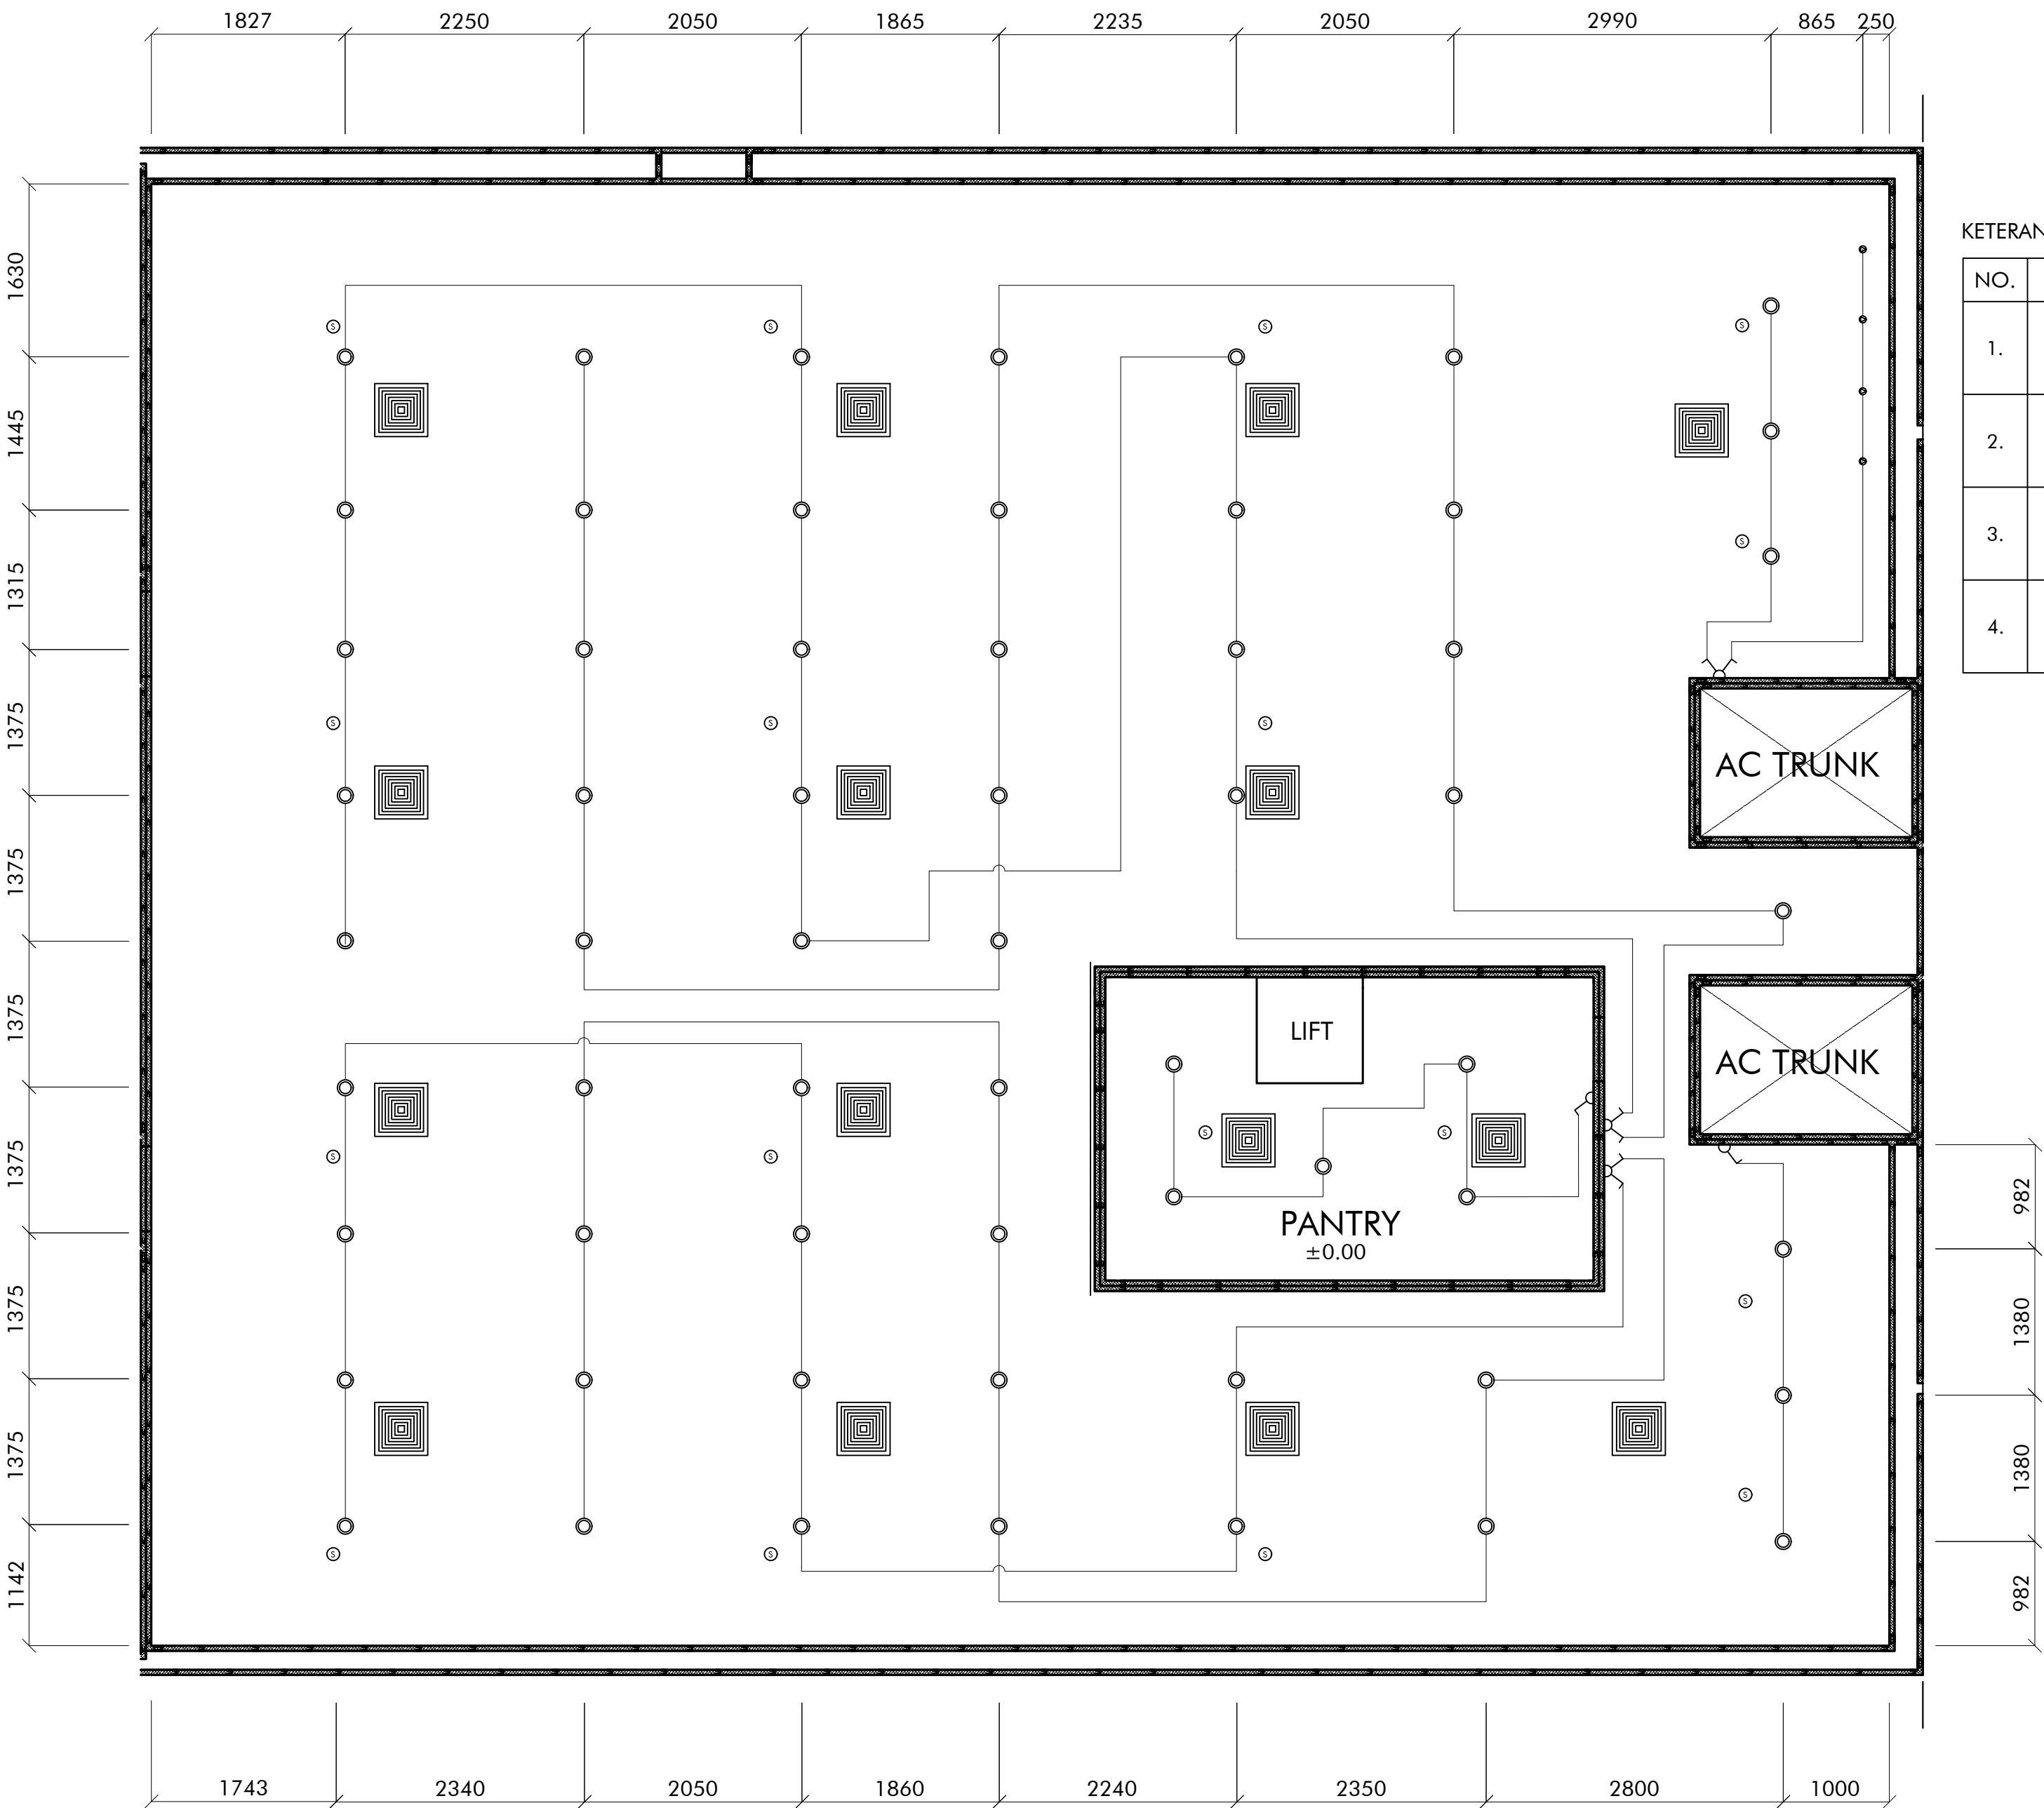 1827 2250 2050 1865 2235 2050 2990 865 250
KETERAN
NO.
1.
2.
3.
4.
1630
1445
1315
1375
1375
1375
1375
1375
1375
1142
S S S S
S
S S S
S S S S
S
S
S S S
AC TRUNK
LIFT
AC TRUNK
PANTRY
±0.00
982
1380
1380
982
1743 2340 2050 1860 2240 2350 2800 1000